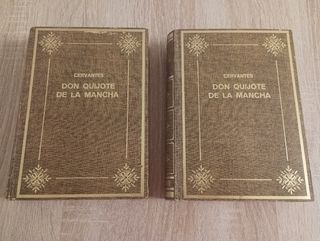 CERVANTES
DON QUIJOTE
DE LA MANCHA
CERVANTES
DON QUIJOTE
DE LA MANCHA